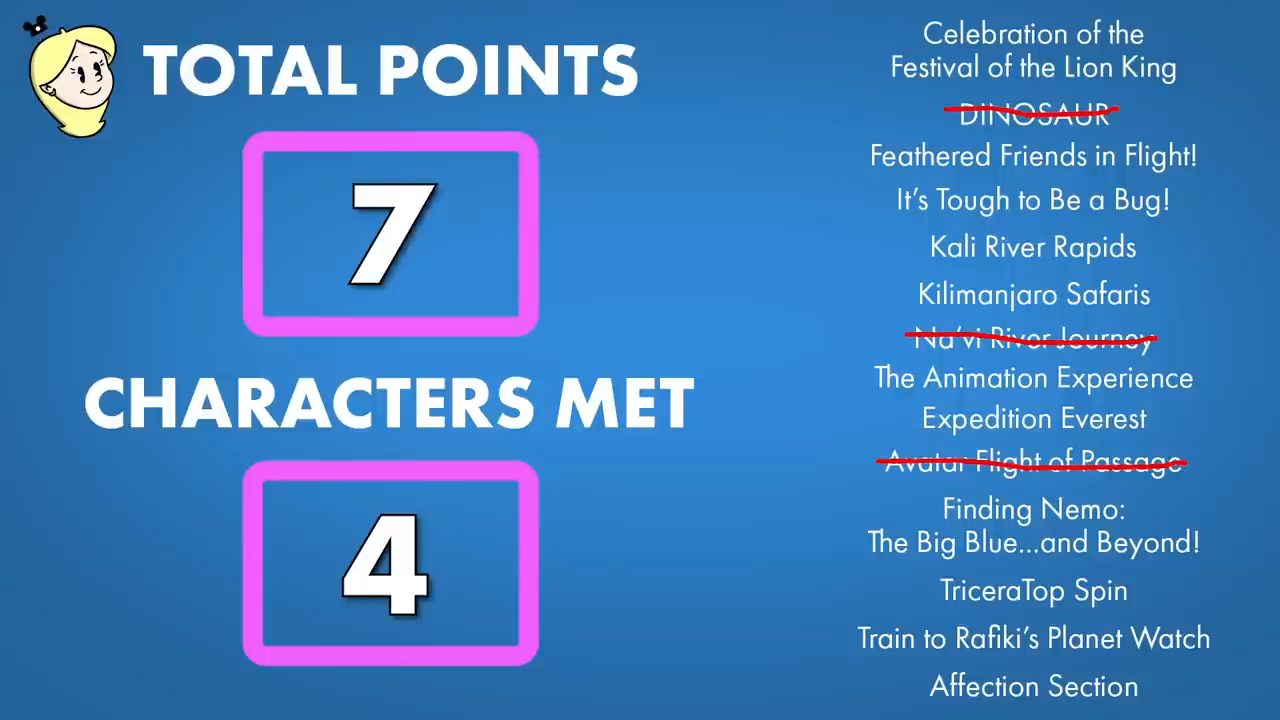 TOTAL POINTS
7
CHARACTERS MET
4
Celebration of the
Festival of the Lion King
DINOSAUR
Feathered Friends in Flight!
It's Tough to Be a Bug!
Kali River Rapids
Kilimanjaro Safaris
Na'vi River Journey
The Animation Experience
Expedition Everest
Avatar Flight of Passage
Finding Nemo:
The Big Blue...and Beyond!
TriceraTop Spin
Train to Rafiki's Planet Watch
Affection Section